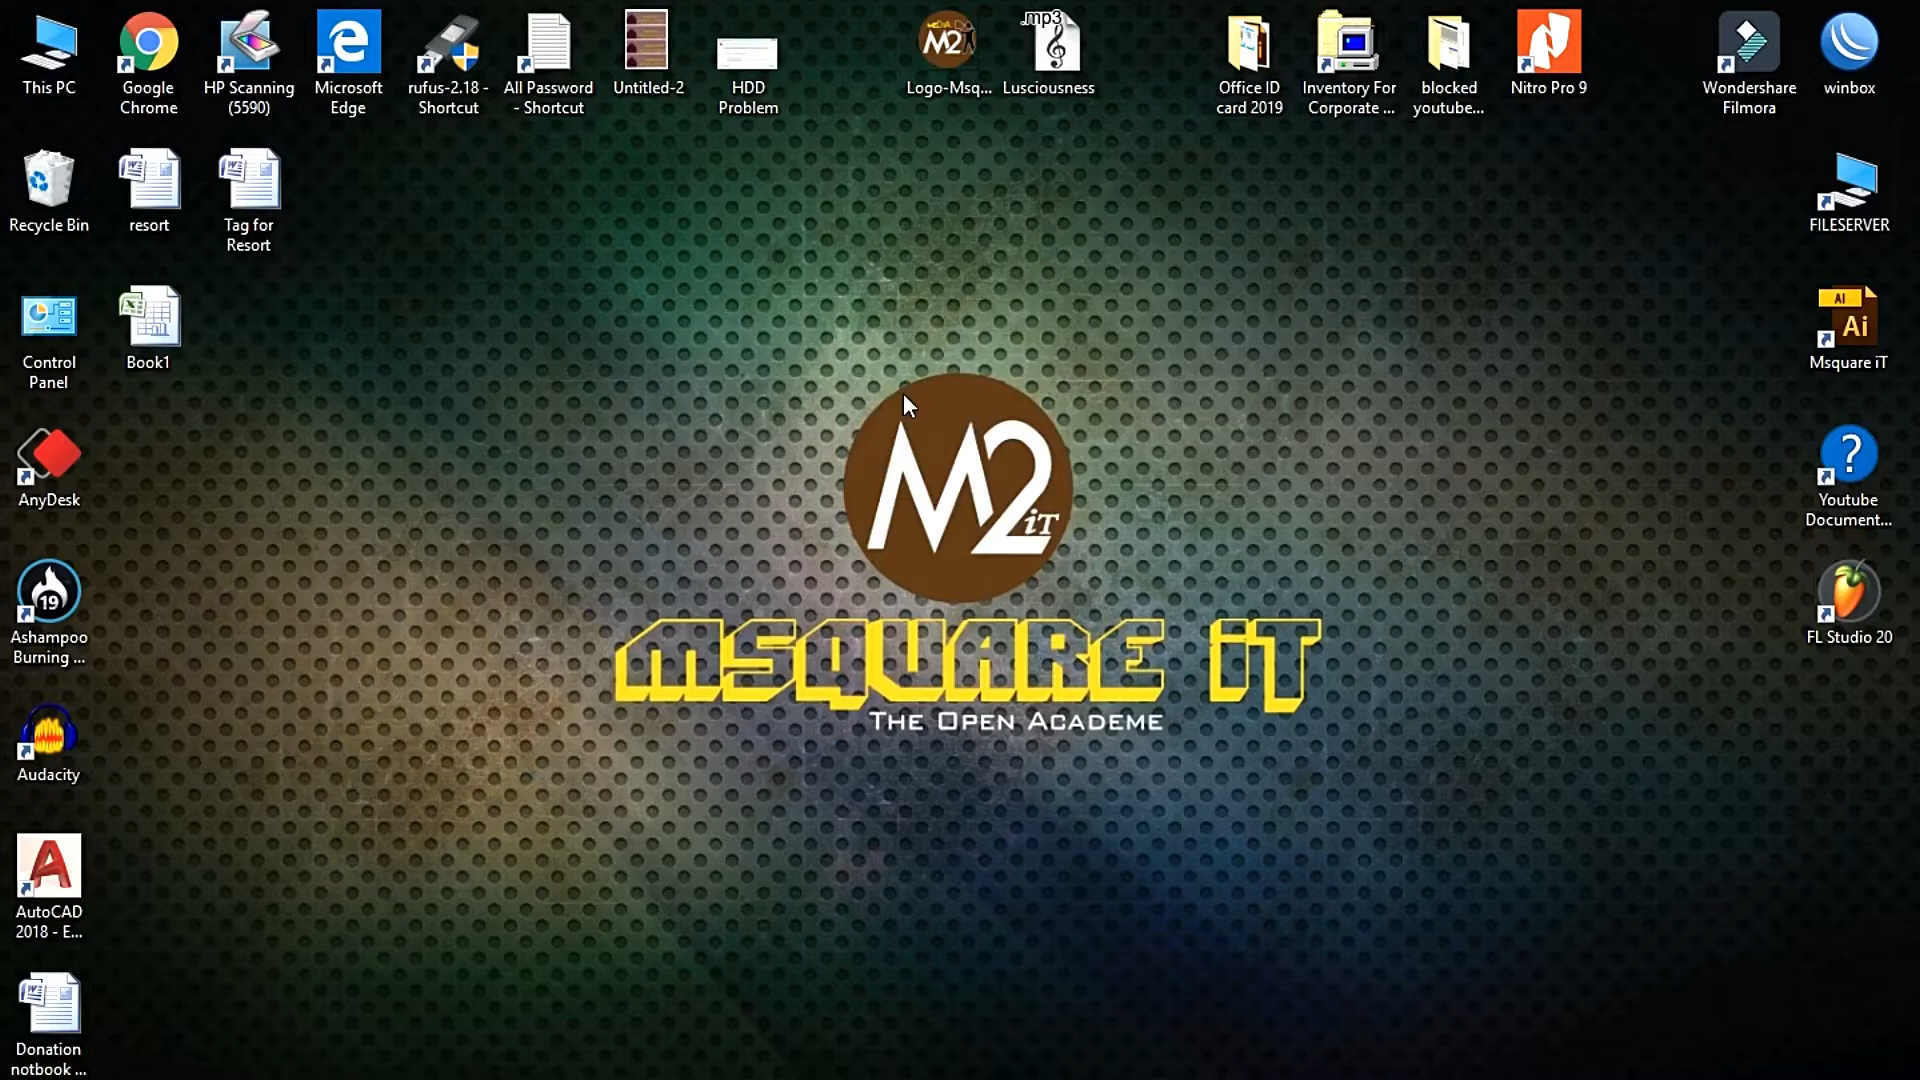 This PC
Google
Chrome
HP Scanning
(5590)
Microsoft
Edge
rufus-2.18 -
Shortcut
All Password
- Shortcut
Untitled-2
HDD
Problem
MEDIA
M2
Logo-Msq...
.mp3
Lusciousness
Office ID
card 2019
Inventory For
Corporate ...
blocked
youtube...
Nitro Pro 9
Wondershare
Filmora
winbox
Recycle Bin
resort
Tag for
Resort
FILESERVER
Control
Panel
Book1
AI
Ai
Msquare iT
AnyDesk
?
Youtube
Document...
19
Ashampoo
Burning ...
FL Studio 20
Audacity
AutoCAD
2018 - E...
Donation
notbook ...
M2
iT
MSQUARE iT
The Open Academe